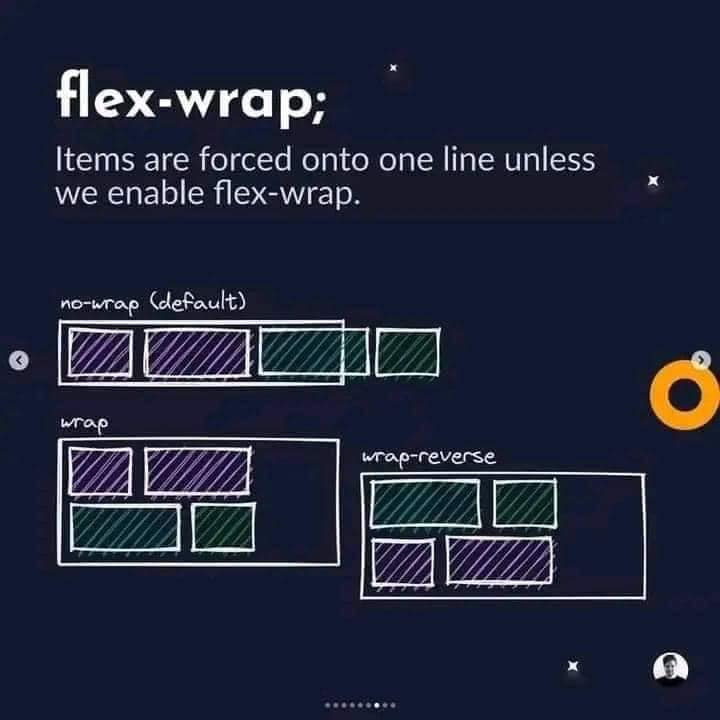 flex-wrap;
Items are forced onto one line unless
we enable flex-wrap.
no-wrap (default)
wrap
wrap-reverse